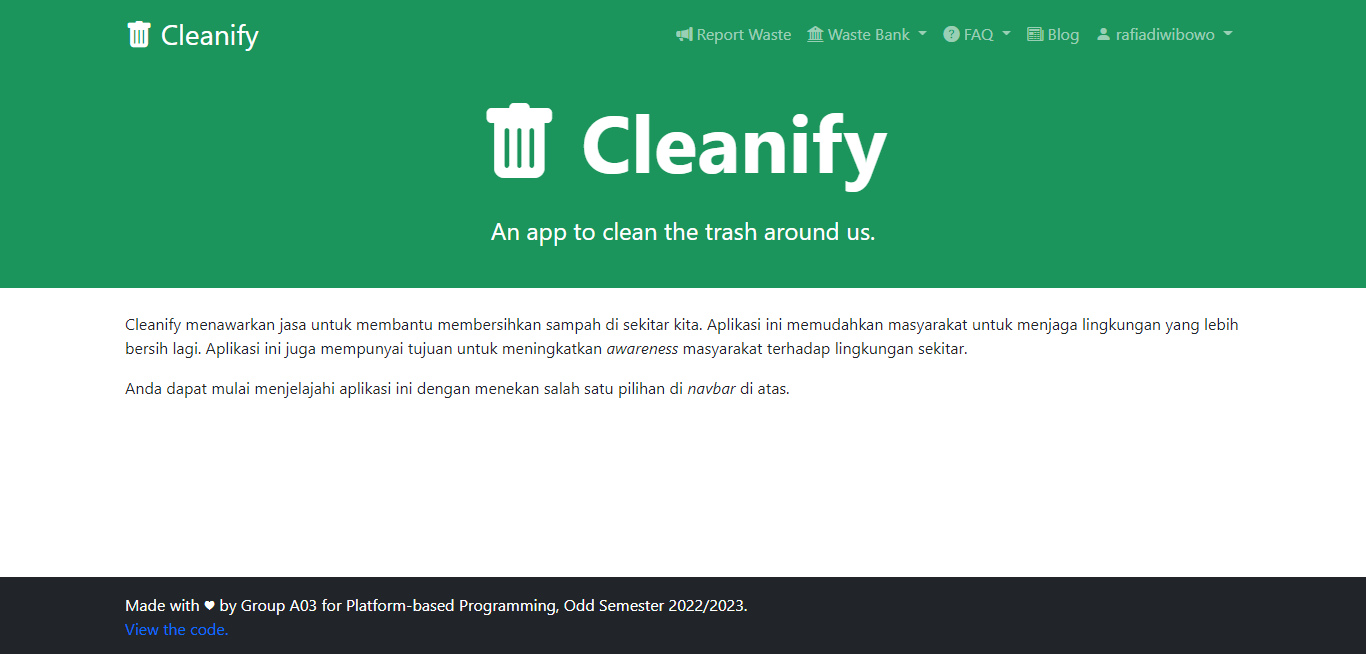 Cleanify
Report Waste
Waste Bank
FAQ
Blog
rafiadiwibowo
Cleanify
An app to clean the trash around us.
Cleanify menawarkan jasa untuk membantu membersihkan sampah di sekitar kita. Aplikasi ini memudahkan masyarakat untuk menjaga lingkungan yang lebih
bersih lagi. Aplikasi ini juga mempunyai tujuan untuk meningkatkan awareness masyarakat terhadap lingkungan sekitar.
Anda dapat mulai menjelajahi aplikasi ini dengan menekan salah satu pilihan di navbar di atas.
Made with ♥ by Group A03 for Platform-based Programming, Odd Semester 2022/2023.
View the code.